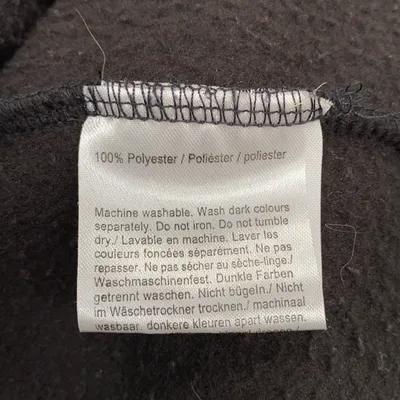 100% Polyester / Poliéster / poliester
Machine washable. Wash dark colours
separately. Do not iron. Do not tumble
dry./ Lavable en machine. Laver les
couleurs foncées séparément. Ne pas
repasser. Ne pas sécher au sèche-linge./
Waschmaschinenfest. Dunkle Farben
getrennt waschen. Nicht bügeln./ Nicht
im Wäschetrockner trocknen./ machinaal
wasbaar, donkere kleuren apart wassen.